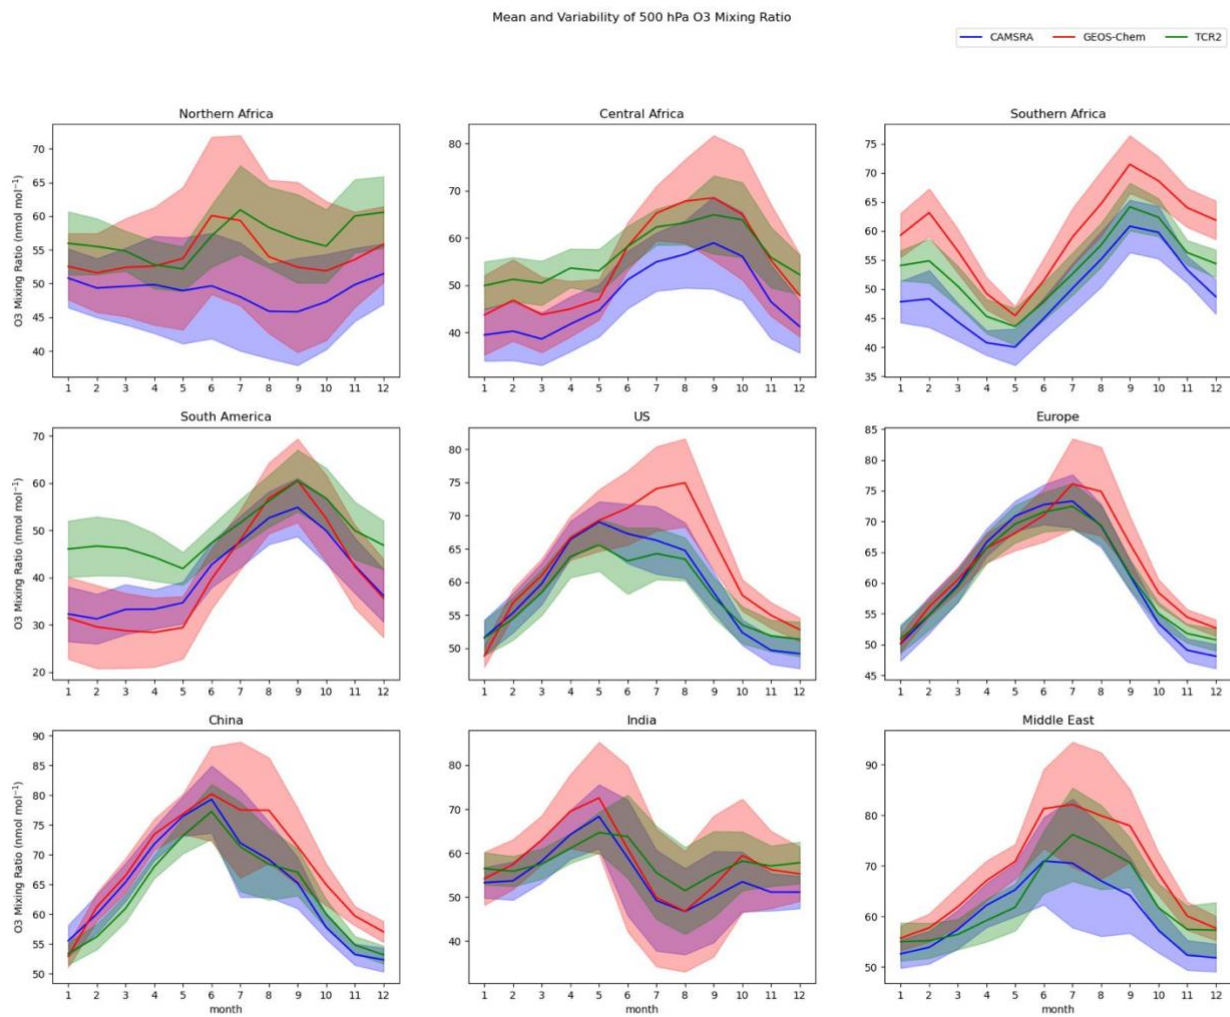 Mean and Variability of 500 hPa O3 Mixing Ratio
CAMSRA GEOS-Chem TCR2
Northern Africa
O3 Mixing Ratio (nmol mol⁻¹)
70
65
60
55
50
45
40
1 2 3 4 5 6 7 8 9 10 11 12
Central Africa
80
70
60
50
40
1 2 3 4 5 6 7 8 9 10 11 12
Southern Africa
75
70
65
60
55
50
45
40
35
1 2 3 4 5 6 7 8 9 10 11 12
South America
O3 Mixing Ratio (nmol mol⁻¹)
70
60
50
40
30
20
1 2 3 4 5 6 7 8 9 10 11 12
US
80
75
70
65
60
55
50
1 2 3 4 5 6 7 8 9 10 11 12
Europe
85
80
75
70
65
60
55
50
45
1 2 3 4 5 6 7 8 9 10 11 12
China
O3 Mixing Ratio (nmol mol⁻¹)
90
85
80
75
70
65
60
55
50
1 2 3 4 5 6 7 8 9 10 11 12
month
India
80
70
60
50
40
1 2 3 4 5 6 7 8 9 10 11 12
month
Middle East
90
80
70
60
50
1 2 3 4 5 6 7 8 9 10 11 12
month